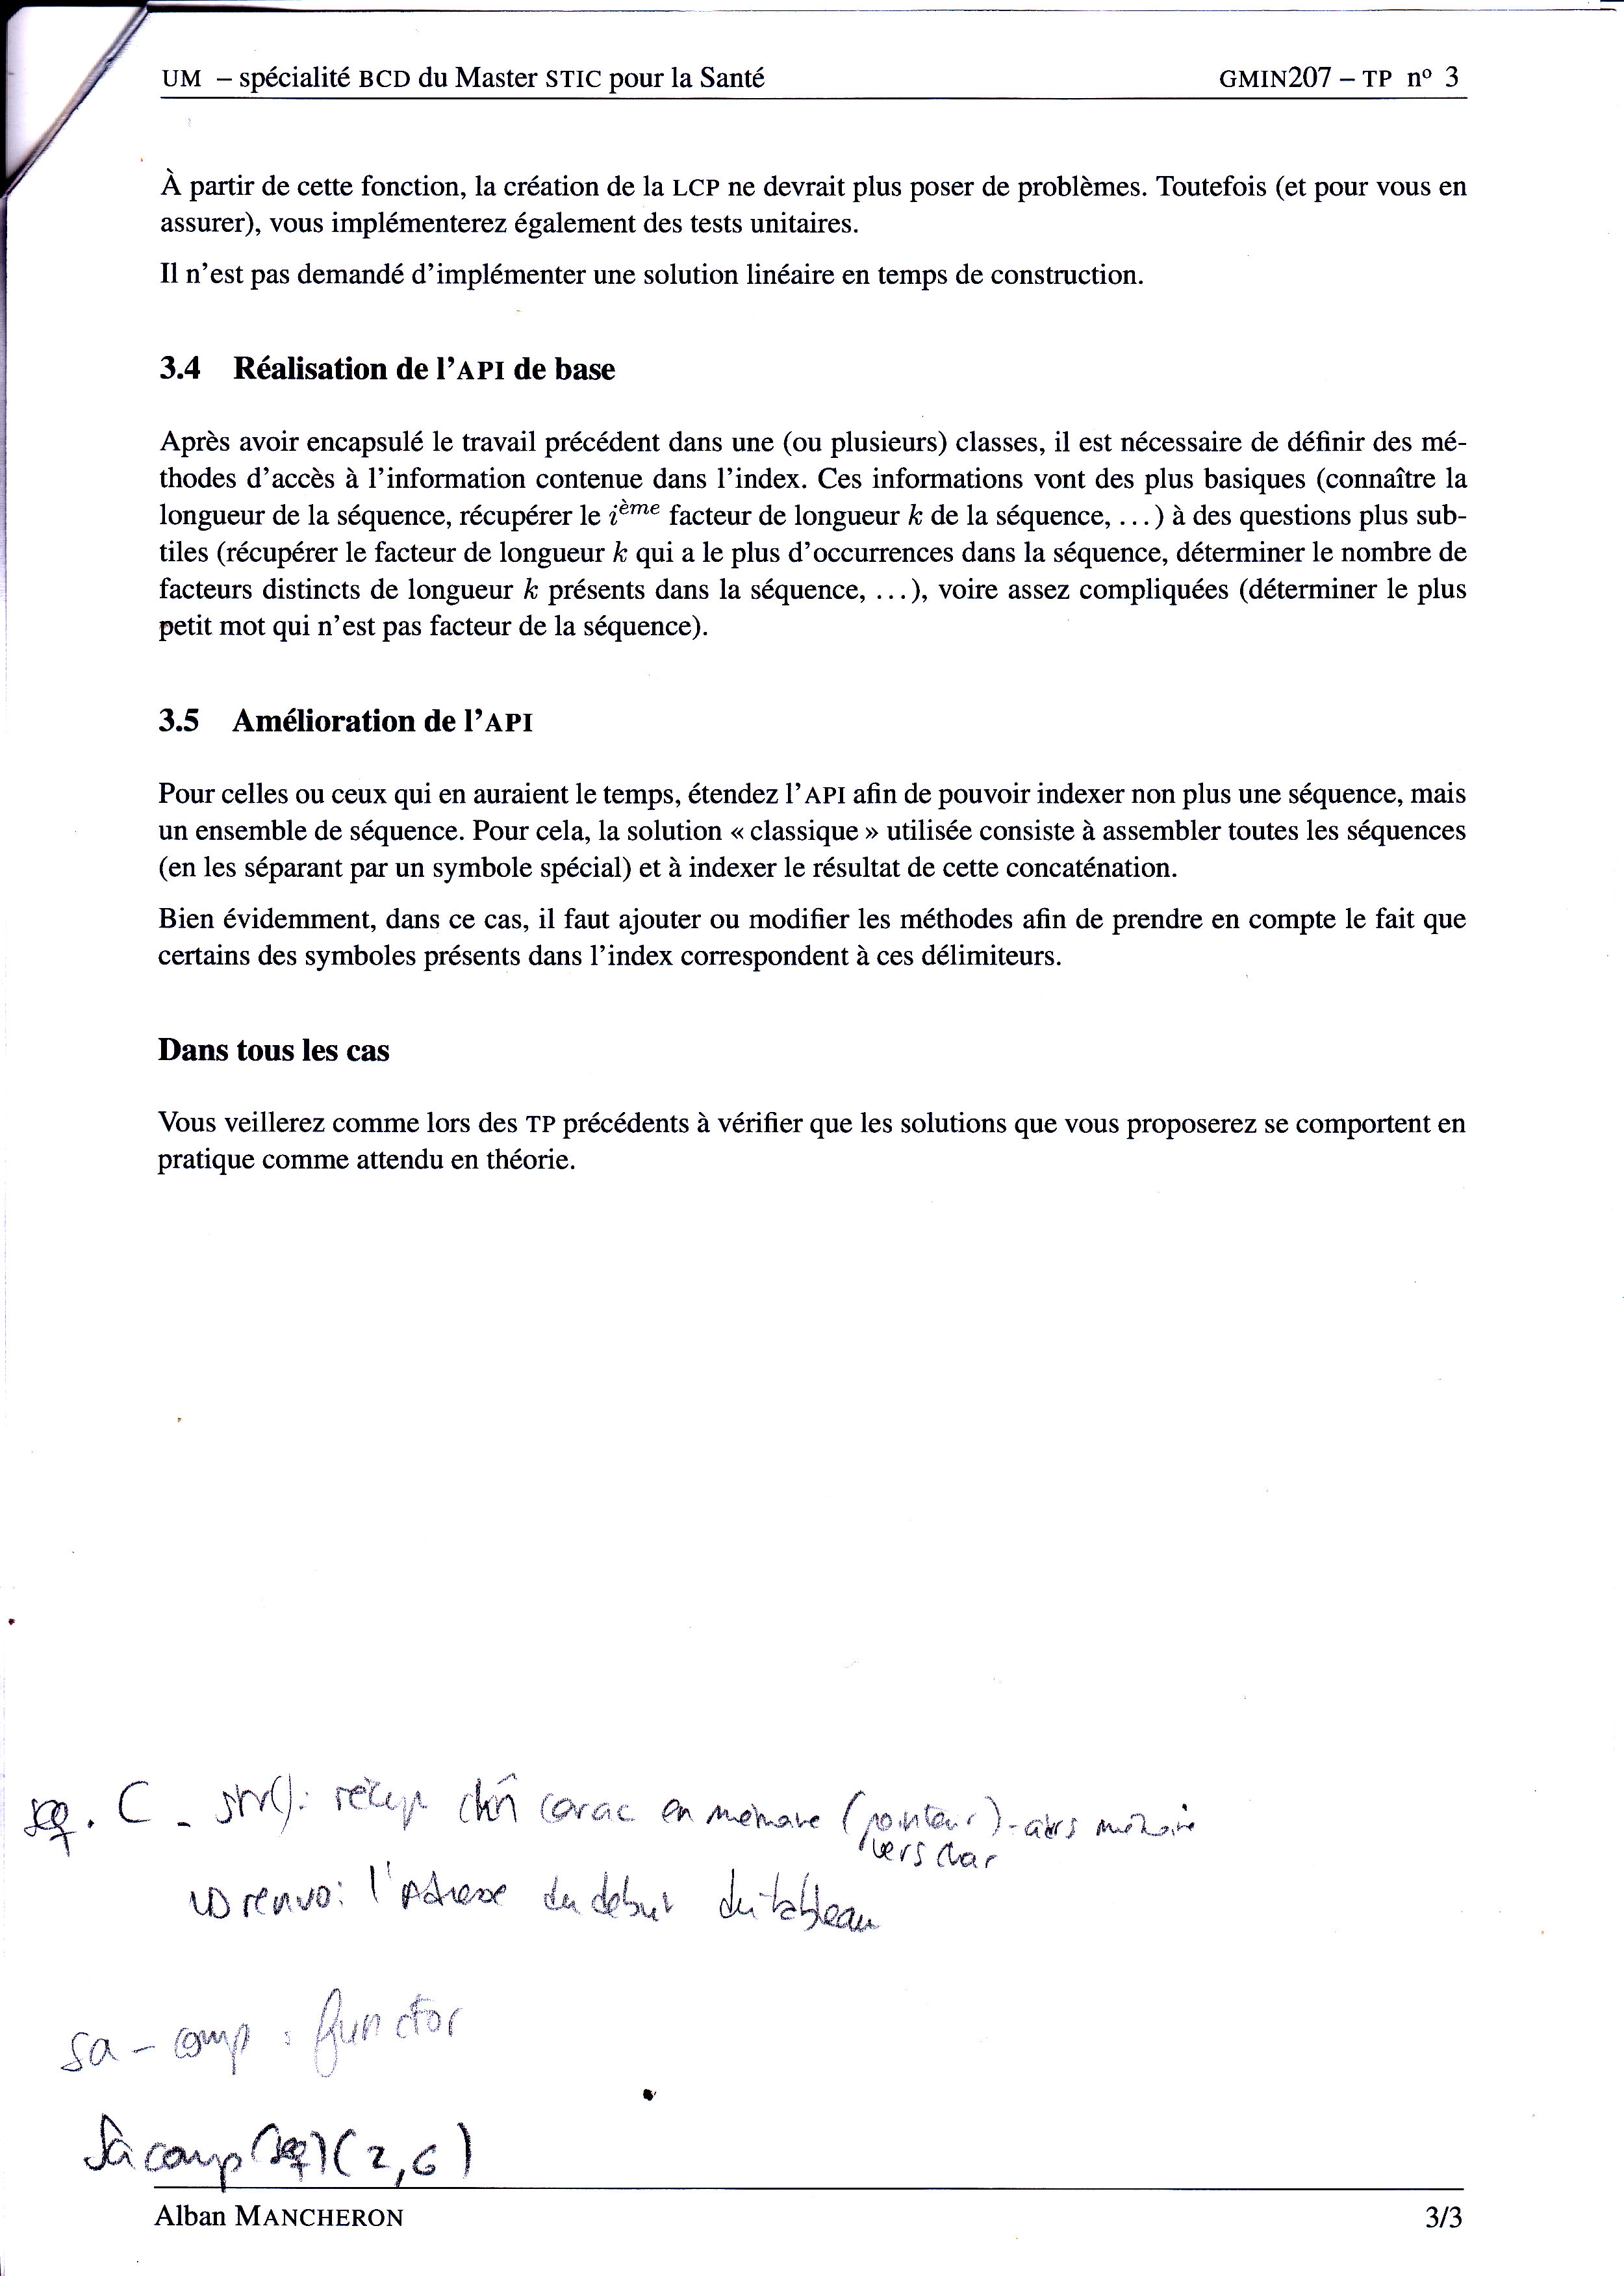 UM – spécialité BCD du Master STIC pour la Santé GMIN207 – TP nº 3
À partir de cette fonction, la création de la LCP ne devrait plus poser de problèmes. Toutefois (et pour vous en
assurer), vous implémenterez également des tests unitaires.
Il n'est pas demandé d'implémenter une solution linéaire en temps de construction.
3.4 Réalisation de l'API de base
Après avoir encapsulé le travail précédent dans une (ou plusieurs) classes, il est nécessaire de définir des mé-
thodes d'accès à l'information contenue dans l'index. Ces informations vont des plus basiques (connaître la
longueur de la séquence, récupérer le ième facteur de longueur k de la séquence, ...) à des questions plus sub-
tiles (récupérer le facteur de longueur k qui a le plus d'occurrences dans la séquence, déterminer le nombre de
facteurs distincts de longueur k présents dans la séquence, ...), voire assez compliquées (déterminer le plus
petit mot qui n'est pas facteur de la séquence).
3.5 Amélioration de l'API
Pour celles ou ceux qui en auraient le temps, étendez l'API afin de pouvoir indexer non plus une séquence, mais
un ensemble de séquence. Pour cela, la solution « classique » utilisée consiste à assembler toutes les séquences
(en les séparant par un symbole spécial) et à indexer le résultat de cette concaténation.
Bien évidemment, dans ce cas, il faut ajouter ou modifier les méthodes afin de prendre en compte le fait que
certains des symboles présents dans l'index correspondent à ces délimiteurs.
Dans tous les cas
Vous veillerez comme lors des TP précédents à vérifier que les solutions que vous proposerez se comportent en
pratique comme attendu en théorie.
seq. C_str(): récup carac en mémoire (pointeur)
vers char
renvoi: l'adresse du debut du tableau
sa-comp : functor
Sa comp (seq)(2,6)
Alban MANCHERON 3/3